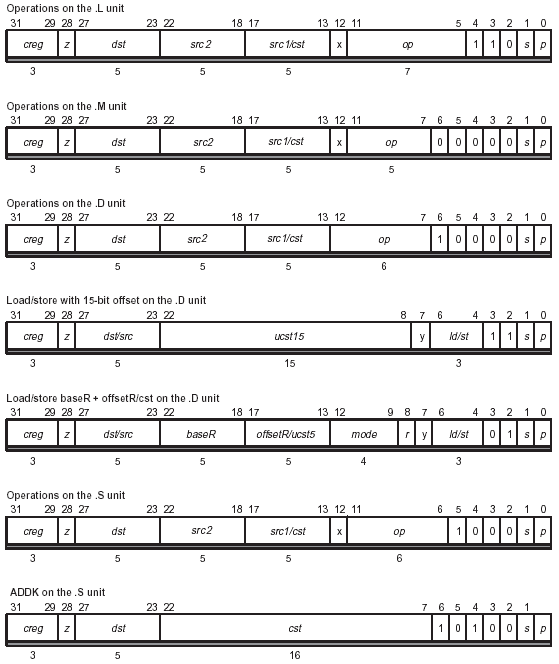 Operations on the .L unit
31 29 28 27 23 22 18 17 13 12 11 5 4 3 2 1 0
creg z dst src2 src1/cst x op 1 1 0 s p
3 5 5 5 7
Operations on the .M unit
31 29 28 27 23 22 18 17 13 12 11 7 6 5 4 3 2 1 0
creg z dst src2 src1/cst x op 0 0 0 0 0 s p
3 5 5 5 5
Operations on the .D unit
31 29 28 27 23 22 18 17 13 12 7 6 5 4 3 2 1 0
creg z dst src2 src1/cst op 1 0 0 0 0 s p
3 5 5 5 6
Load/store with 15-bit offset on the .D unit
31 29 28 27 23 22 8 7 6 4 3 2 1 0
creg z dst/src ucst15 y ld/st 1 1 s p
3 5 15 3
Load/store baseR + offsetR/cst on the .D unit
31 29 28 27 23 22 18 17 13 12 9 8 7 6 4 3 2 1 0
creg z dst/src baseR offsetR/ucst5 mode r y ld/st 0 1 s p
3 5 5 5 4 3
Operations on the .S unit
31 29 28 27 23 22 18 17 13 12 11 6 5 4 3 2 1 0
creg z dst src2 src1/cst x op 1 0 0 0 s p
3 5 5 5 6
ADDK on the .S unit
31 29 28 27 23 22 7 6 5 4 3 2 1
creg z dst cst 1 0 1 0 0 s p
3 5 16